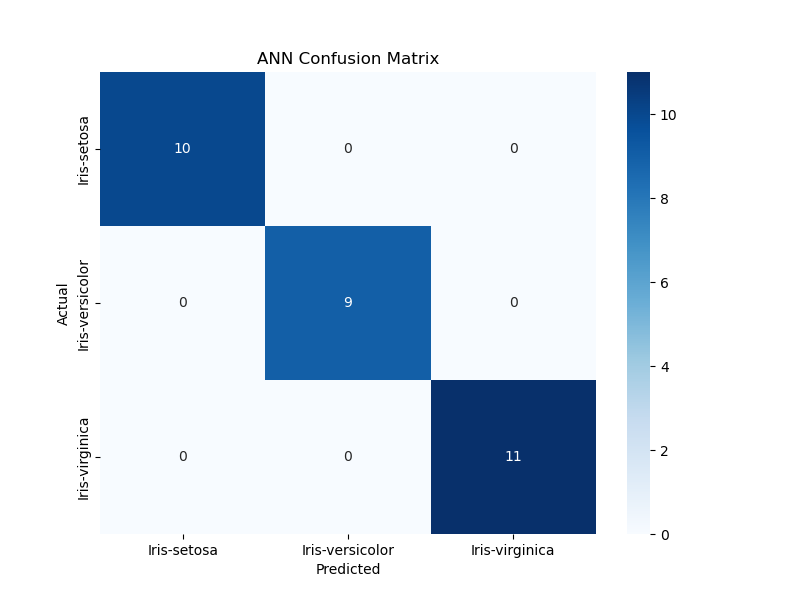 ANN Confusion Matrix
Actual
Iris-setosa
10 0 0
Iris-versicolor
0 9 0
Iris-virginica
0 0 11
Iris-setosa Iris-versicolor Iris-virginica
Predicted
10
8
6
4
2
0